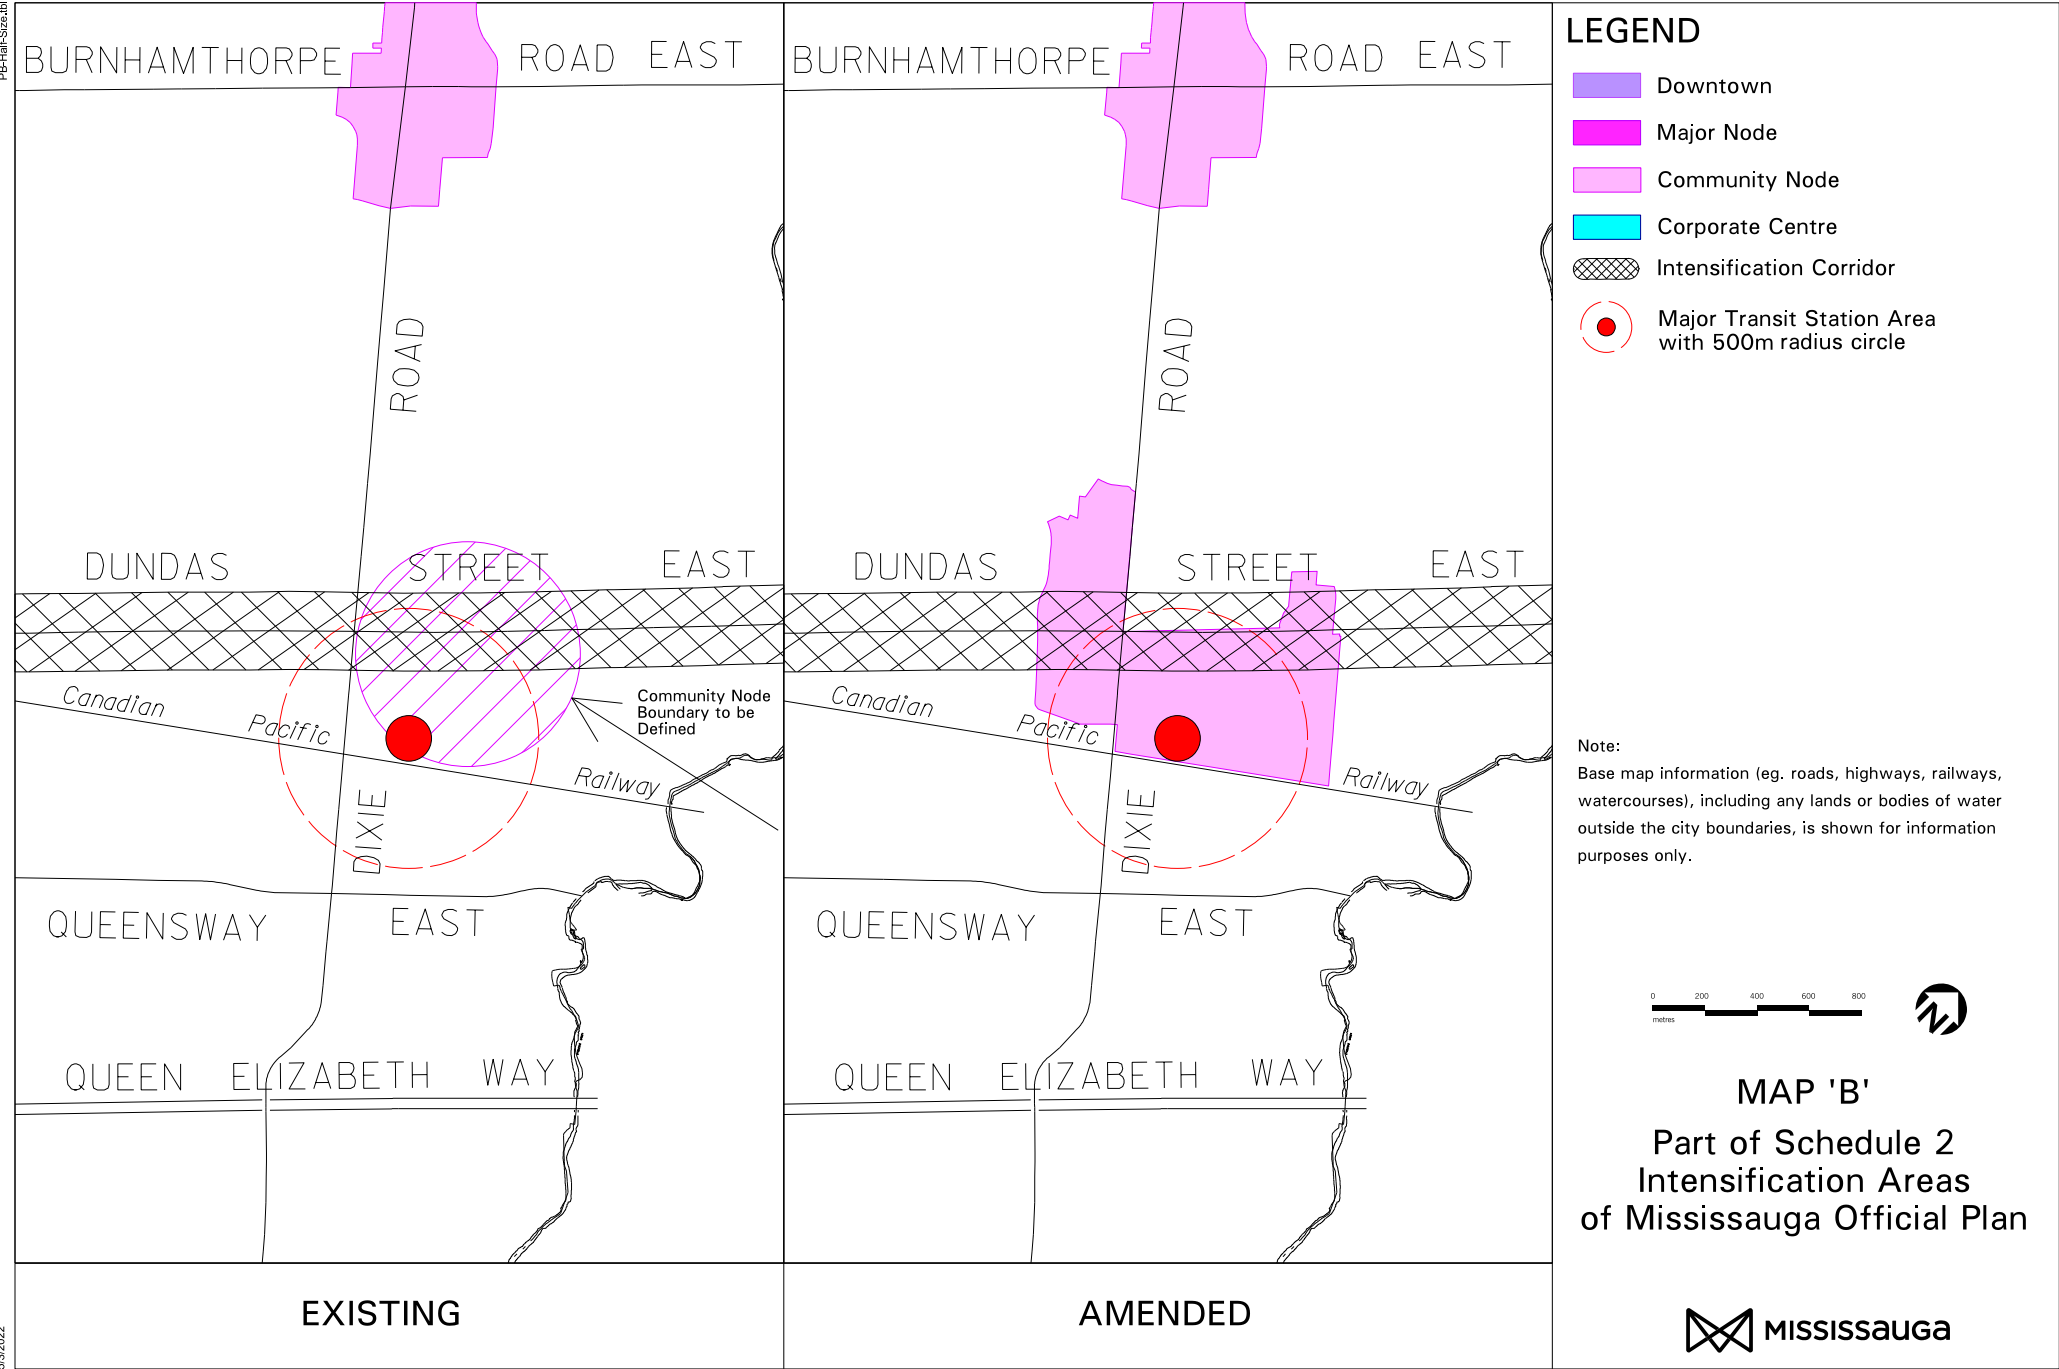 PB-Half-Size.tbl
BURNHAMTHORPE ROAD EAST
ROAD
DUNDAS STREET EAST
Canadian Pacific Railway
Community Node
Boundary to be
Defined
DIXIE
QUEENSWAY EAST
QUEEN ELIZABETH WAY
EXISTING
BURNHAMTHORPE ROAD EAST
ROAD
DUNDAS STREET EAST
Canadian Pacific Railway
DIXIE
QUEENSWAY EAST
QUEEN ELIZABETH WAY
AMENDED
LEGEND
Downtown
Major Node
Community Node
Corporate Centre
Intensification Corridor
Major Transit Station Area
with 500m radius circle
Note:
Base map information (eg. roads, highways, railways,
watercourses), including any lands or bodies of water
outside the city boundaries, is shown for information
purposes only.
0 200 400 600 800
metres
N
MAP 'B'
Part of Schedule 2
Intensification Areas
of Mississauga Official Plan
MISSISSAUGA